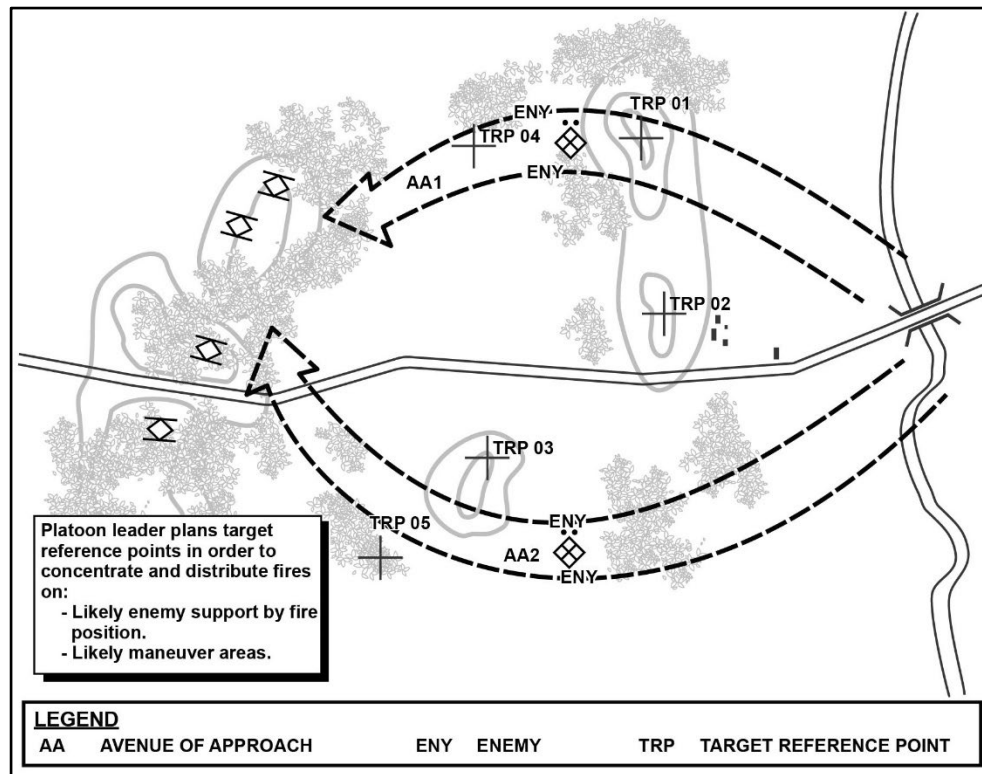 TRP 01
ENY
TRP 04
ENY
AA1
TRP 02
TRP 03
TRP 05
ENY
AA2
ENY
Platoon leader plans target
reference points in order to
concentrate and distribute fires
on:
- Likely enemy support by fire
position.
- Likely maneuver areas.
LEGEND
AA AVENUE OF APPROACH ENY ENEMY TRP TARGET REFERENCE POINT